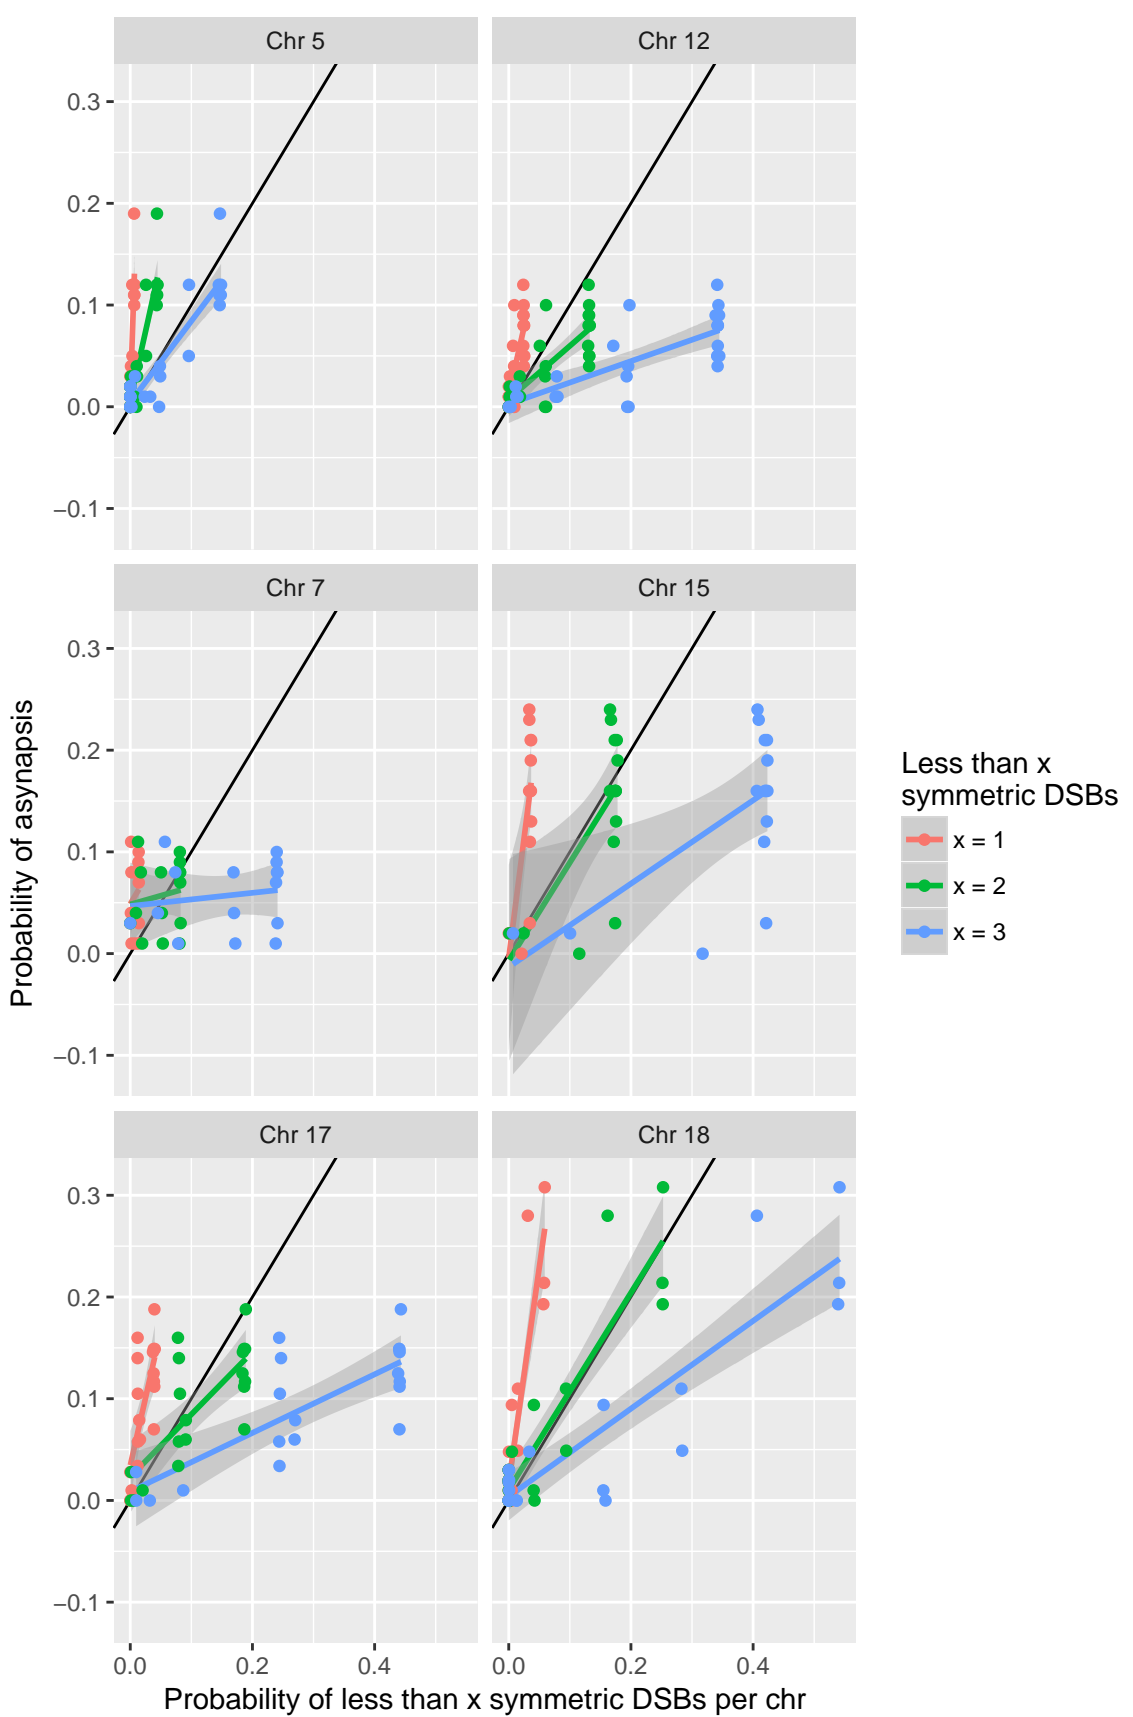 Chr 5
Chr 12
0.3
0.2
0.1
0.0
−0.1
Chr 7
Chr 15
0.3
0.2
0.1
0.0
−0.1
Chr 17
Chr 18
0.3
0.2
0.1
0.0
−0.1
0.0 0.2 0.4
0.0 0.2 0.4
Probability of less than x symmetric DSBs per chr
Probability of asynapsis
Less than x
symmetric DSBs
x = 1
x = 2
x = 3